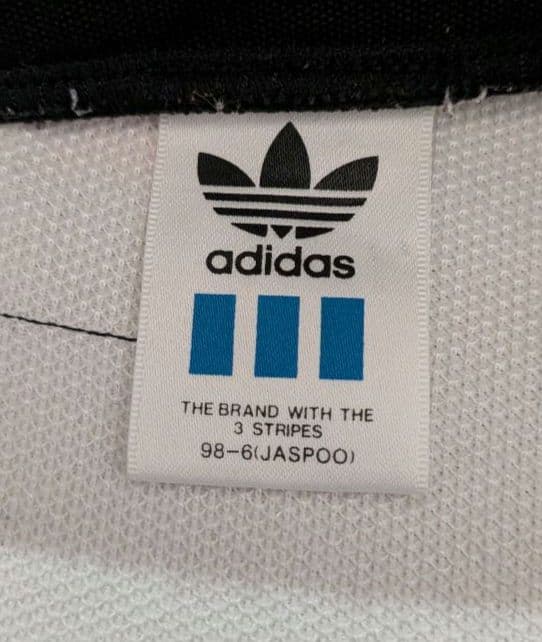 adidas
THE BRAND WITH THE
3 STRIPES
98-6(JASPOO)